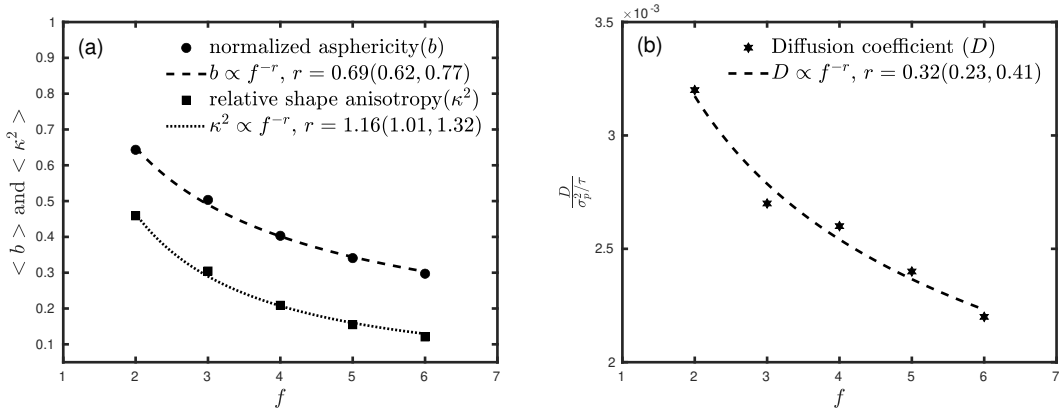 (a)
normalized asphericity(b)
b ∝ f^{-r}, r = 0.69(0.62, 0.77)
relative shape anisotropy(κ²)
κ² ∝ f^{-r}, r = 1.16(1.01, 1.32)
< b > and < κ² >
1
0.9
0.8
0.7
0.6
0.5
0.4
0.3
0.2
0.1
1 2 3 4 5 6 7
f
×10⁻³
(b)
Diffusion coefficient (D)
D ∝ f^{-r}, r = 0.32(0.23, 0.41)
D/(σ_p²/τ)
3.5
3
2.5
2
1 2 3 4 5 6 7
f